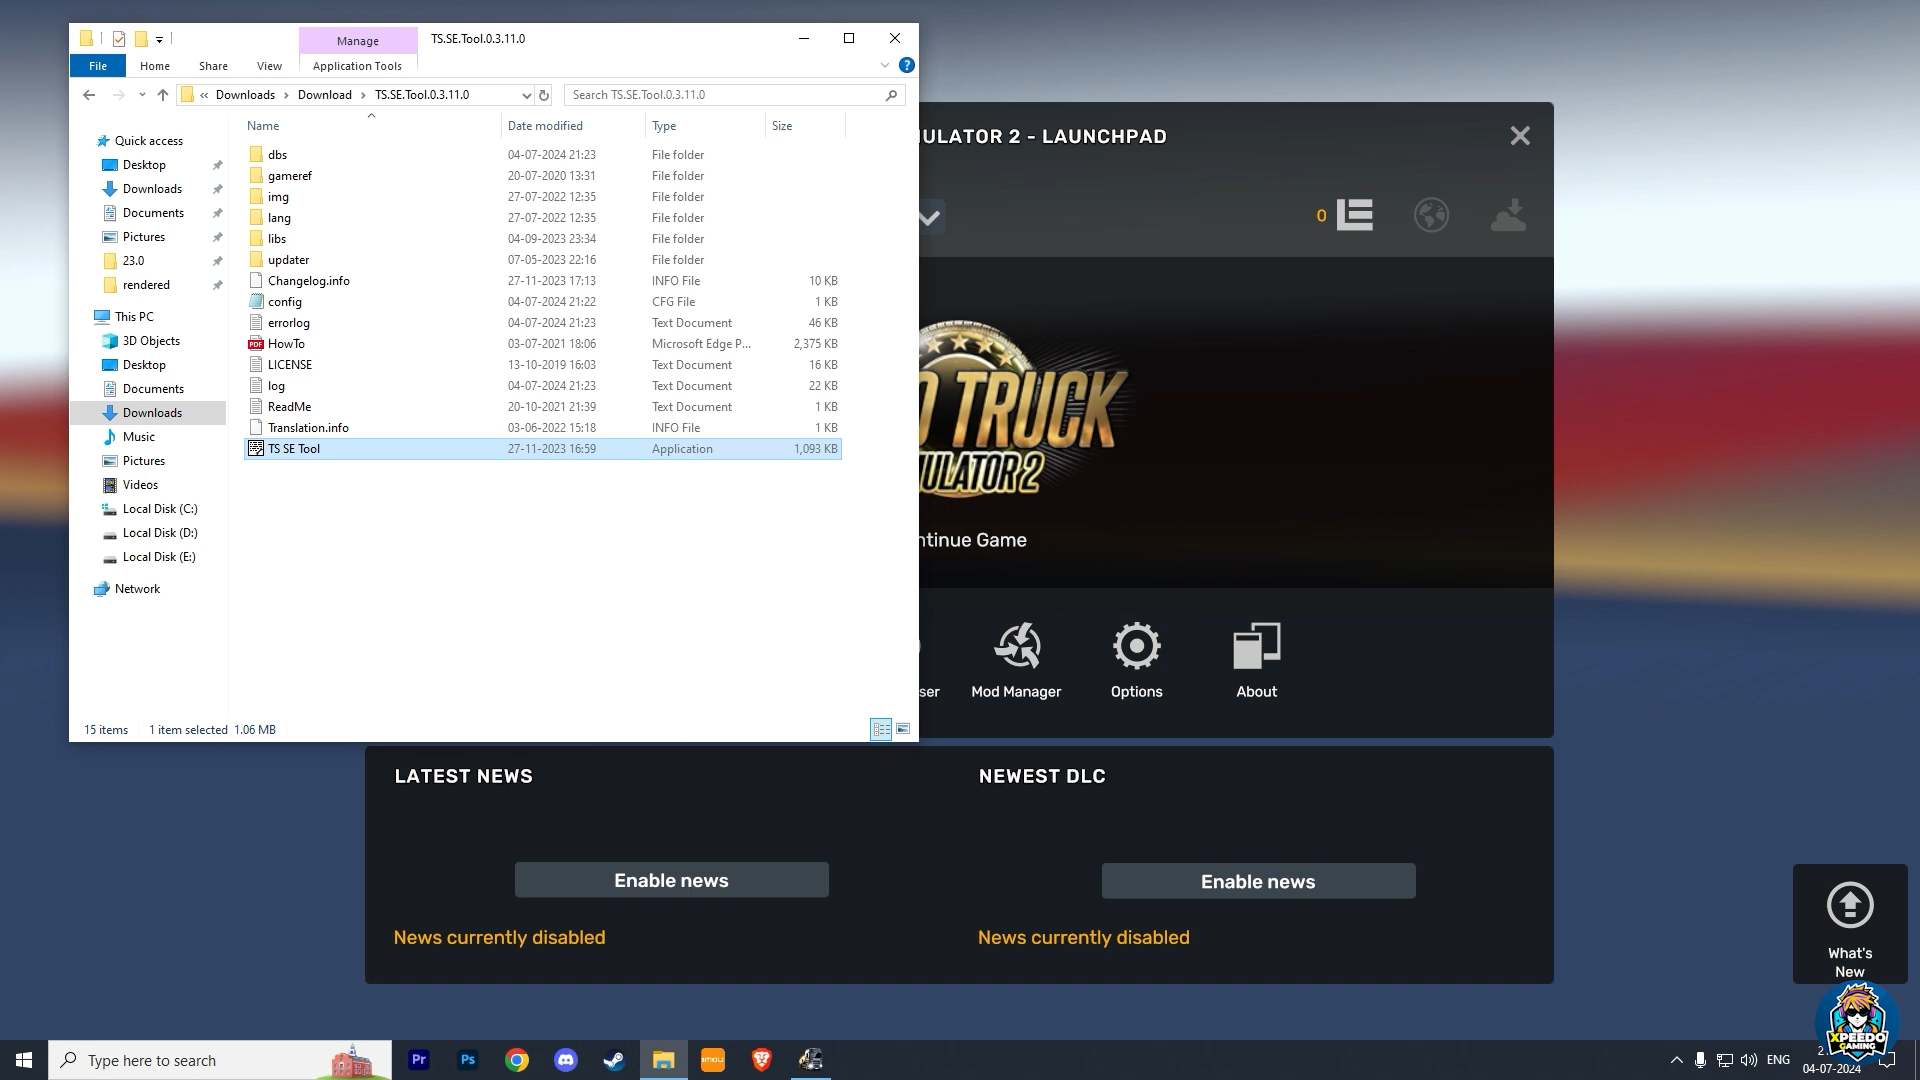 Manage
TS.SE.Tool.0.3.11.0
File
Home
Share
View
Application Tools
?
«
Downloads
Download
TS.SE.Tool.0.3.11.0
Search TS.SE.Tool.0.3.11.0
Name
Date modified
Type
Size
Quick access
Desktop
Downloads
Documents
Pictures
23.0
rendered
This PC
3D Objects
Desktop
Documents
Downloads
Music
Pictures
Videos
Local Disk (C:)
Local Disk (D:)
Local Disk (E:)
Network
dbs 04-07-2024 21:23 File folder
gameref 20-07-2020 13:31 File folder
img 27-07-2022 12:35 File folder
lang 27-07-2022 12:35 File folder
libs 04-09-2023 23:34 File folder
updater 07-05-2023 22:16 File folder
Changelog.info 27-11-2023 17:13 INFO File 10 KB
config 04-07-2024 21:22 CFG File 1 KB
errorlog 04-07-2024 21:23 Text Document 46 KB
PDF HowTo 03-07-2021 18:06 Microsoft Edge P... 2,375 KB
LICENSE 13-10-2019 16:03 Text Document 16 KB
log 04-07-2024 21:23 Text Document 22 KB
ReadMe 20-10-2021 21:39 Text Document 1 KB
Translation.info 03-06-2022 15:18 INFO File 1 KB
TS SE Tool 27-11-2023 16:59 Application 1,093 KB
15 items
1 item selected 1.06 MB
ULATOR 2 - LAUNCHPAD
0
O TRUCK
ULATOR 2
ntinue Game
ser
Mod Manager
Options
About
LATEST NEWS
NEWEST DLC
Enable news
Enable news
News currently disabled
News currently disabled
What's
New
XPEEDO
GAMING
Type here to search
Pr
Ps
ENG
04-07-2024